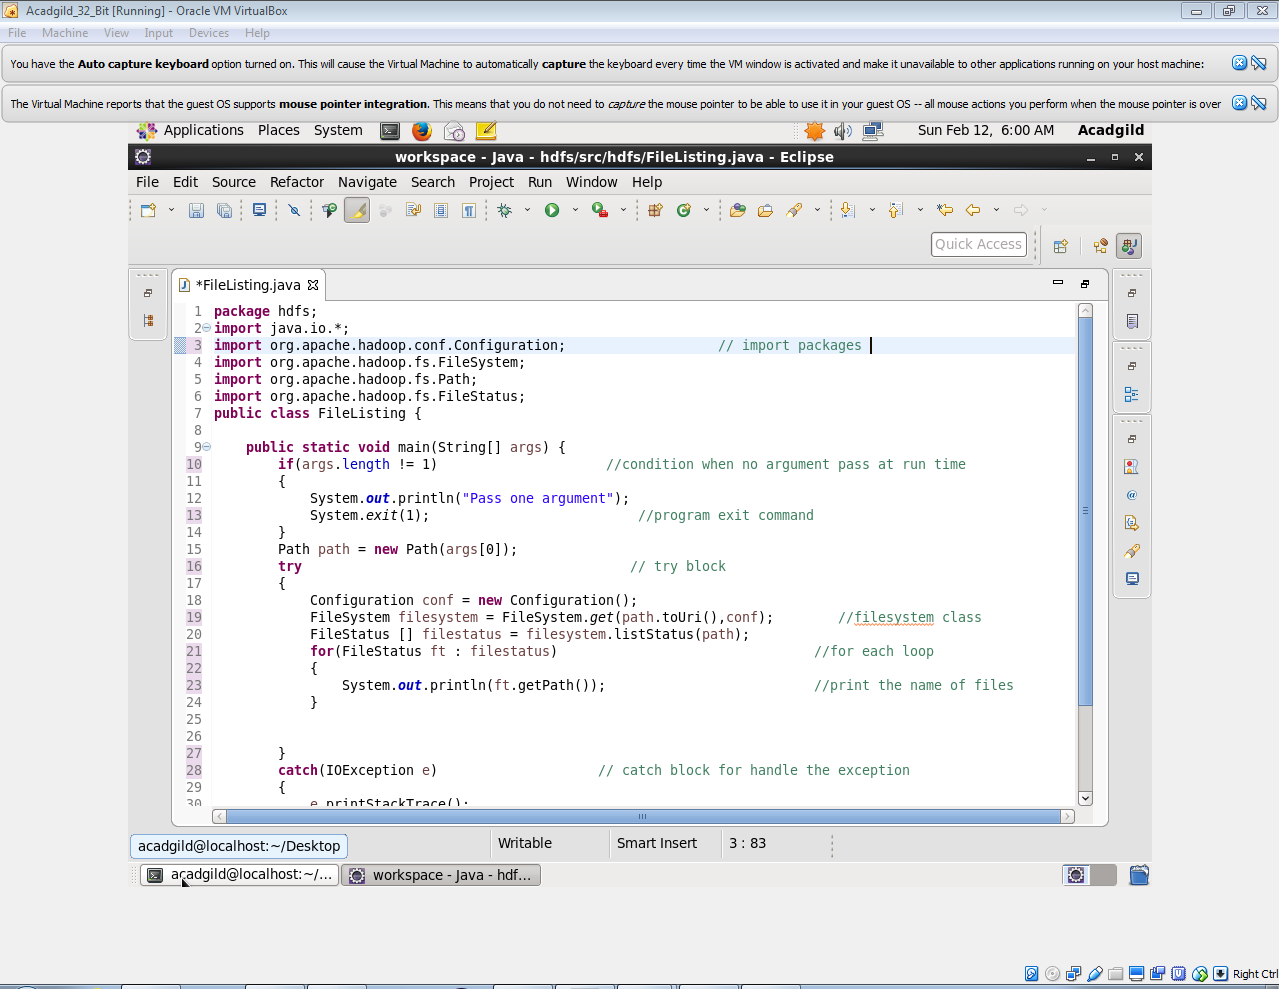 Acadgild_32_Bit [Running] - Oracle VM VirtualBox
File Machine View Input Devices Help
You have the Auto capture keyboard option turned on. This will cause the Virtual Machine to automatically capture the keyboard every time the VM window is activated and make it unavailable to other applications running on your host machine:
The Virtual Machine reports that the guest OS supports mouse pointer integration. This means that you do not need to capture the mouse pointer to be able to use it in your guest OS -- all mouse actions you perform when the mouse pointer is over
Applications Places System Sun Feb 12, 6:00 AM Acadgild
workspace - Java - hdfs/src/hdfs/FileListing.java - Eclipse
File Edit Source Refactor Navigate Search Project Run Window Help
Quick Access
*FileListing.java
1 package hdfs;
2 import java.io.*;
3 import org.apache.hadoop.conf.Configuration; // import packages
4 import org.apache.hadoop.fs.FileSystem;
5 import org.apache.hadoop.fs.Path;
6 import org.apache.hadoop.fs.FileStatus;
7 public class FileListing {
8
9 public static void main(String[] args) {
10 if(args.length != 1) //condition when no argument pass at run time
11 {
12 System.out.println("Pass one argument");
13 System.exit(1); //program exit command
14 }
15 Path path = new Path(args[0]);
16 try // try block
17 {
18 Configuration conf = new Configuration();
19 FileSystem filesystem = FileSystem.get(path.toUri(),conf); //filesystem class
20 FileStatus [] filestatus = filesystem.listStatus(path);
21 for(FileStatus ft : filestatus) //for each loop
22 {
23 System.out.println(ft.getPath()); //print the name of files
24 }
25
26
27 }
28 catch(IOException e) // catch block for handle the exception
29 {
30 e.printStackTrace();
acadgild@localhost:~/Desktop Writable Smart Insert 3 : 83
acadgild@localhost:~/... workspace - Java - hdf...
Right Ctrl